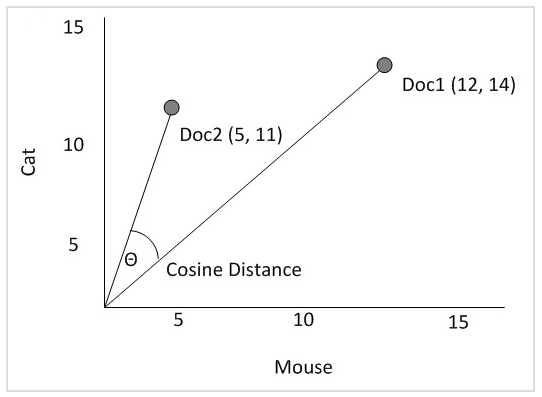 15
Doc1 (12, 14)
Doc2 (5, 11)
10
Cat
5
Θ
Cosine Distance
5
10
15
Mouse